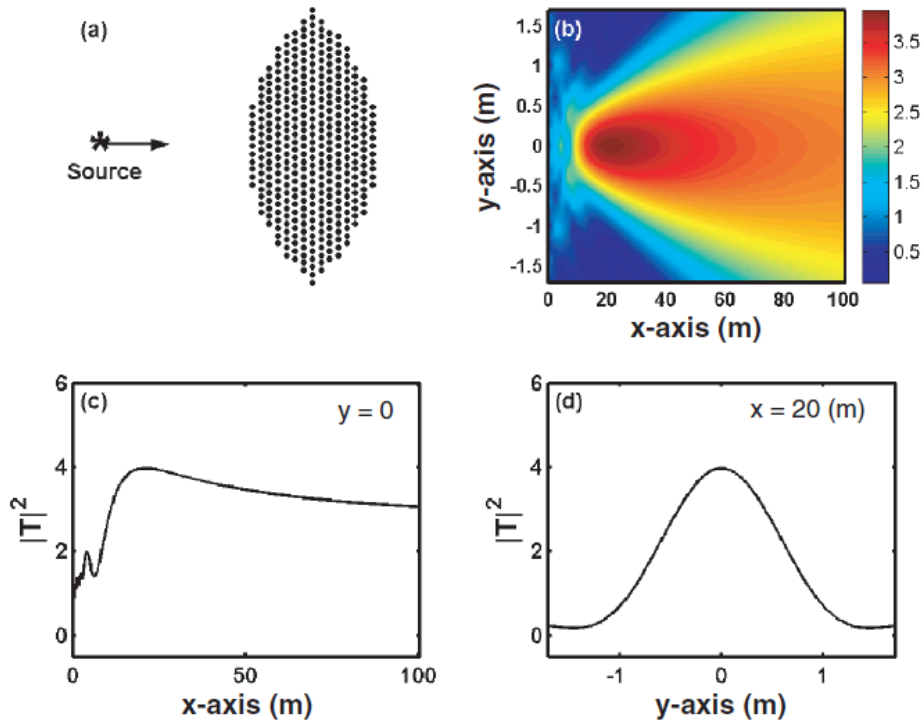 (a)
*
Source
(b)
1.5
1
0.5
0
-0.5
-1
-1.5
y-axis (m)
0 20 40 60 80 100
x-axis (m)
3.5
3
2.5
2
1.5
1
0.5
(c)
y = 0
6
4
2
0
|T|²
0 50 100
x-axis (m)
(d)
x = 20 (m)
6
4
2
0
|T|²
-1 0 1
y-axis (m)